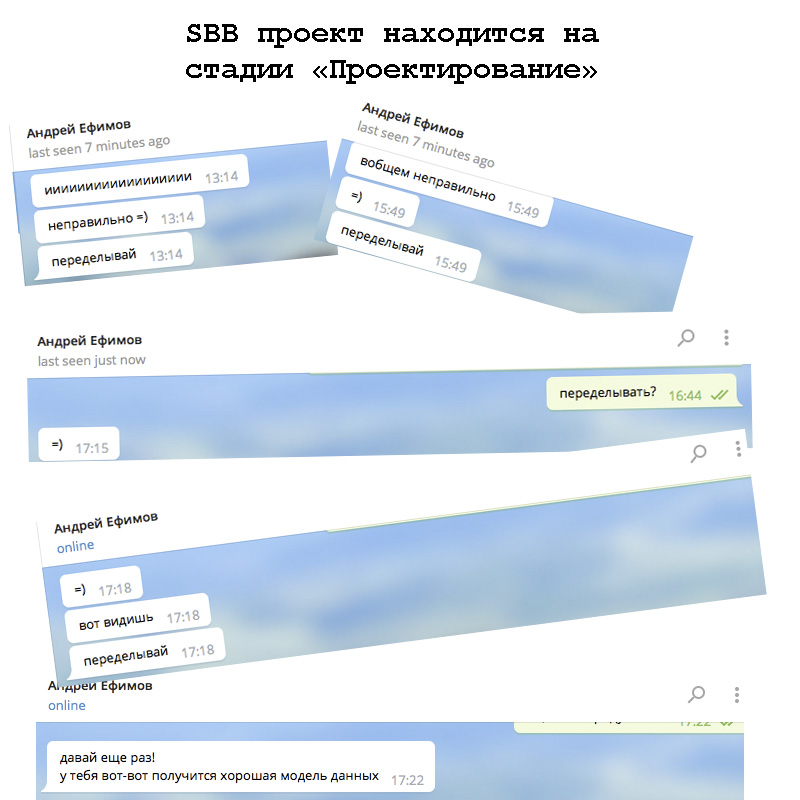 SBB проект находится на
стадии «Проектирование»
Андрей Ефимов
last seen 7 minutes ago
ииииииииииииииииии 13:14
неправильно =) 13:14
переделывай 13:14
Андрей Ефимов
last seen 7 minutes ago
вобщем неправильно 15:49
=) 15:49
переделывай 15:49
Андрей Ефимов
last seen just now
переделывать? 16:44
=) 17:15
Андрей Ефимов
online
=) 17:18
вот видишь 17:18
переделывай 17:18
Андрей Ефимов
online
17:22
давай еще раз!
у тебя вот-вот получится хорошая модель данных 17:22